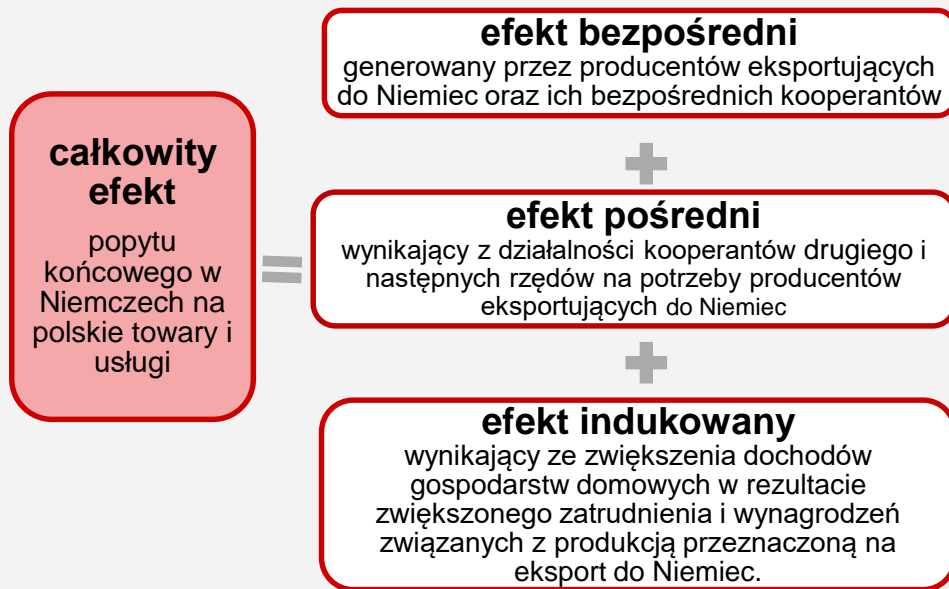 całkowity
efekt
popytu
końcowego w
Niemczech na
polskie towary i
usługi
=
efekt bezpośredni
generowany przez producentów eksportujących
do Niemiec oraz ich bezpośrednich kooperantów
+
efekt pośredni
wynikający z działalności kooperantów drugiego i
następnych rzędów na potrzeby producentów
eksportujących do Niemiec
+
efekt indukowany
wynikający ze zwiększenia dochodów
gospodarstw domowych w rezultacie
zwiększonego zatrudnienia i wynagrodzeń
związanych z produkcją przeznaczoną na
eksport do Niemiec.